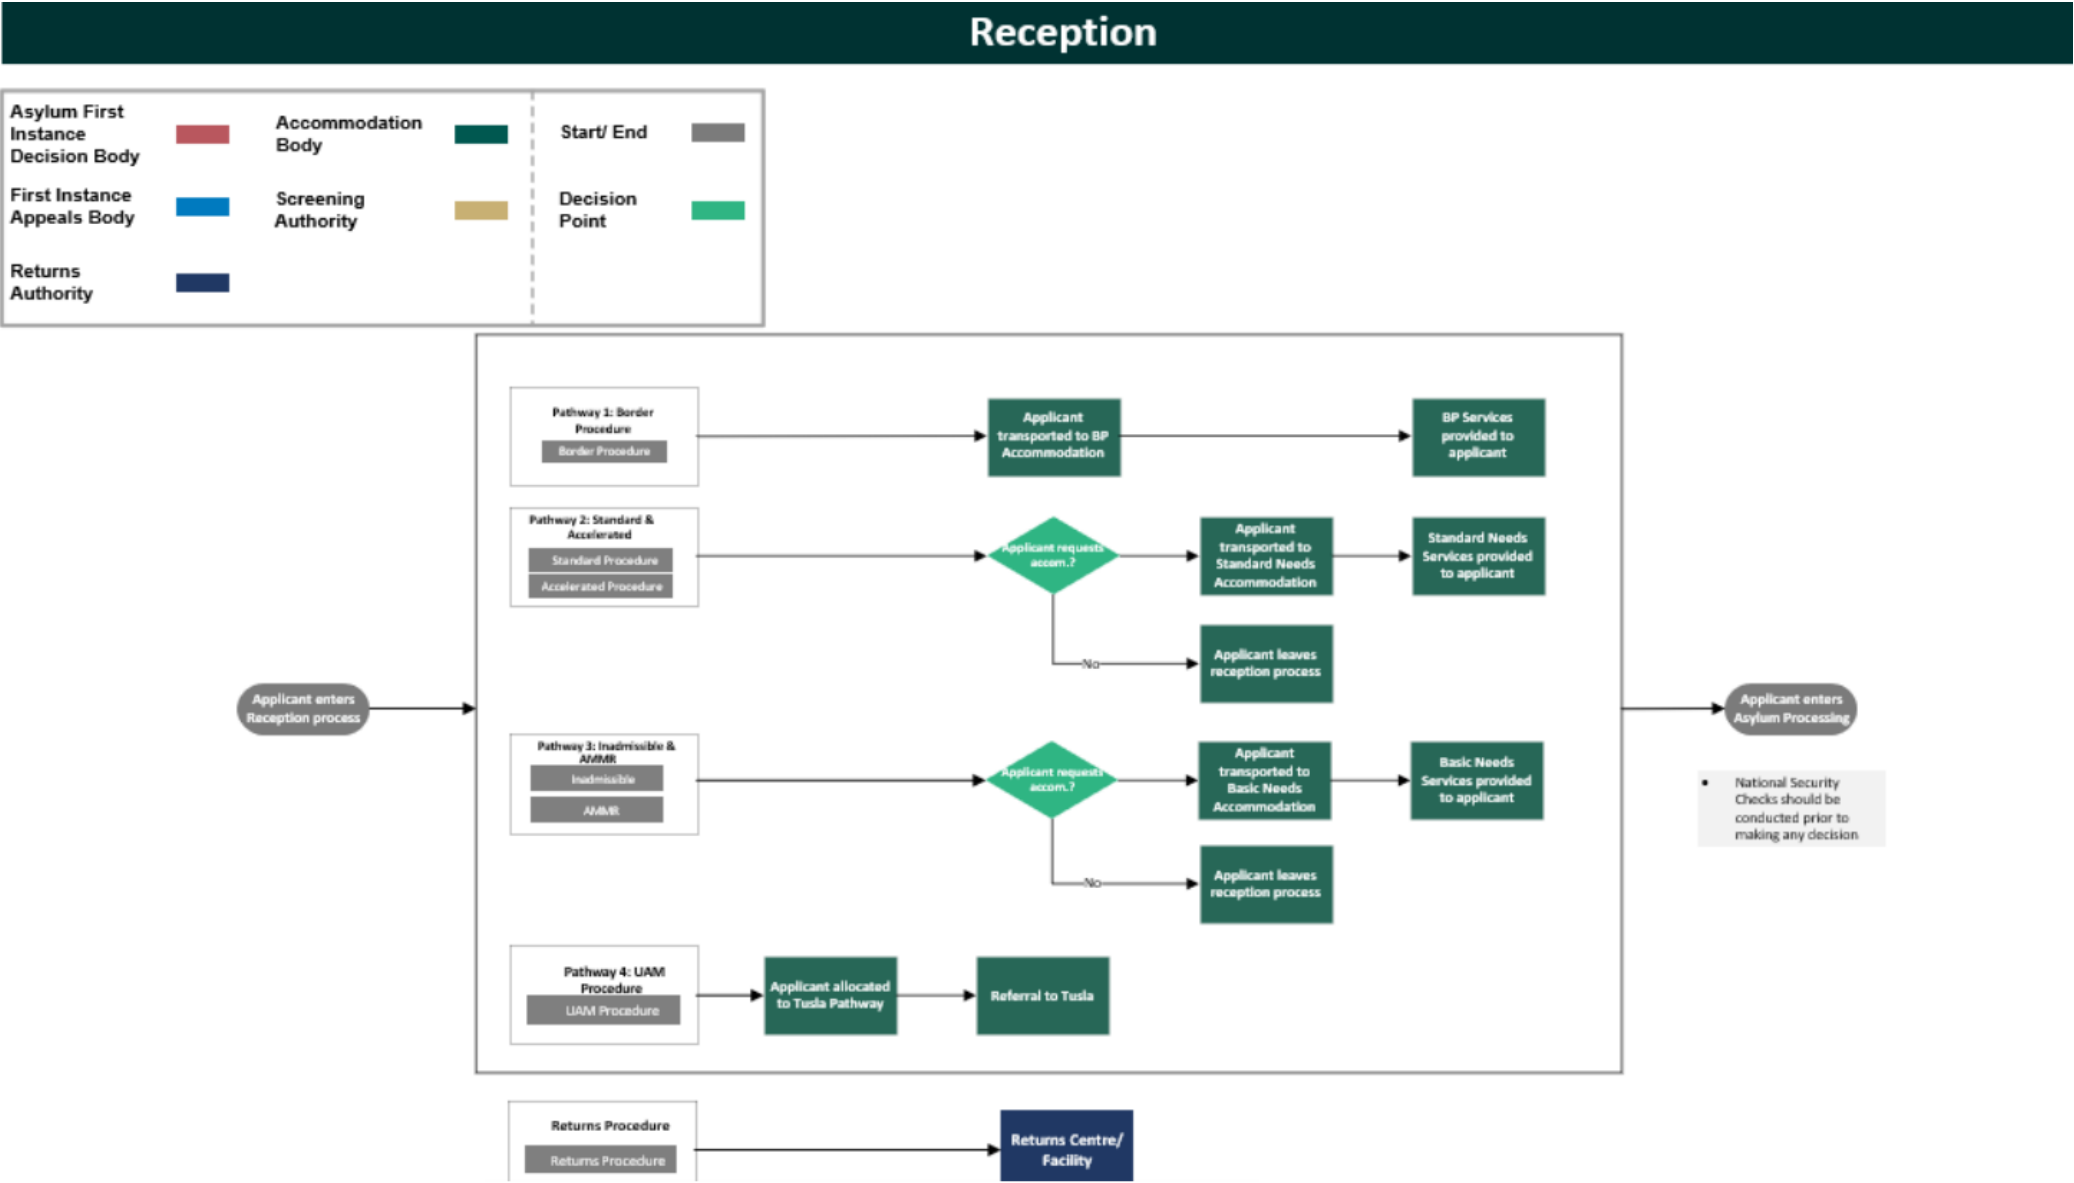 Reception
Asylum First
Instance
Decision Body
Accommodation
Body
Start/ End
First Instance
Appeals Body
Screening
Authority
Decision
Point
Returns
Authority
Pathway 1: Border
Procedure
Border Procedure
Applicant
transported to BP
Accommodation
BP Services
provided to
applicant
Pathway 2: Standard &
Accelerated
Standard Procedure
Accelerated Procedure
Applicant requests
accom.?
Applicant
transported to
Standard Needs
Accommodation
Standard Needs
Services provided
to applicant
No
Applicant leaves
reception process
Applicant enters
Reception process
Applicant enters
Asylum Processing
Pathway 3: Inadmissible &
AMMR
Inadmissible
AMMR
Applicant requests
accom.?
Applicant
transported to
Basic Needs
Accommodation
Basic Needs
Services provided
to applicant
▪ National Security
Checks should be
conducted prior to
making any decision
No
Applicant leaves
reception process
Pathway 4: UAM
Procedure
UAM Procedure
Applicant allocated
to Tusla Pathway
Referral to Tusla
Returns Procedure
Returns Procedure
Returns Centre/
Facility